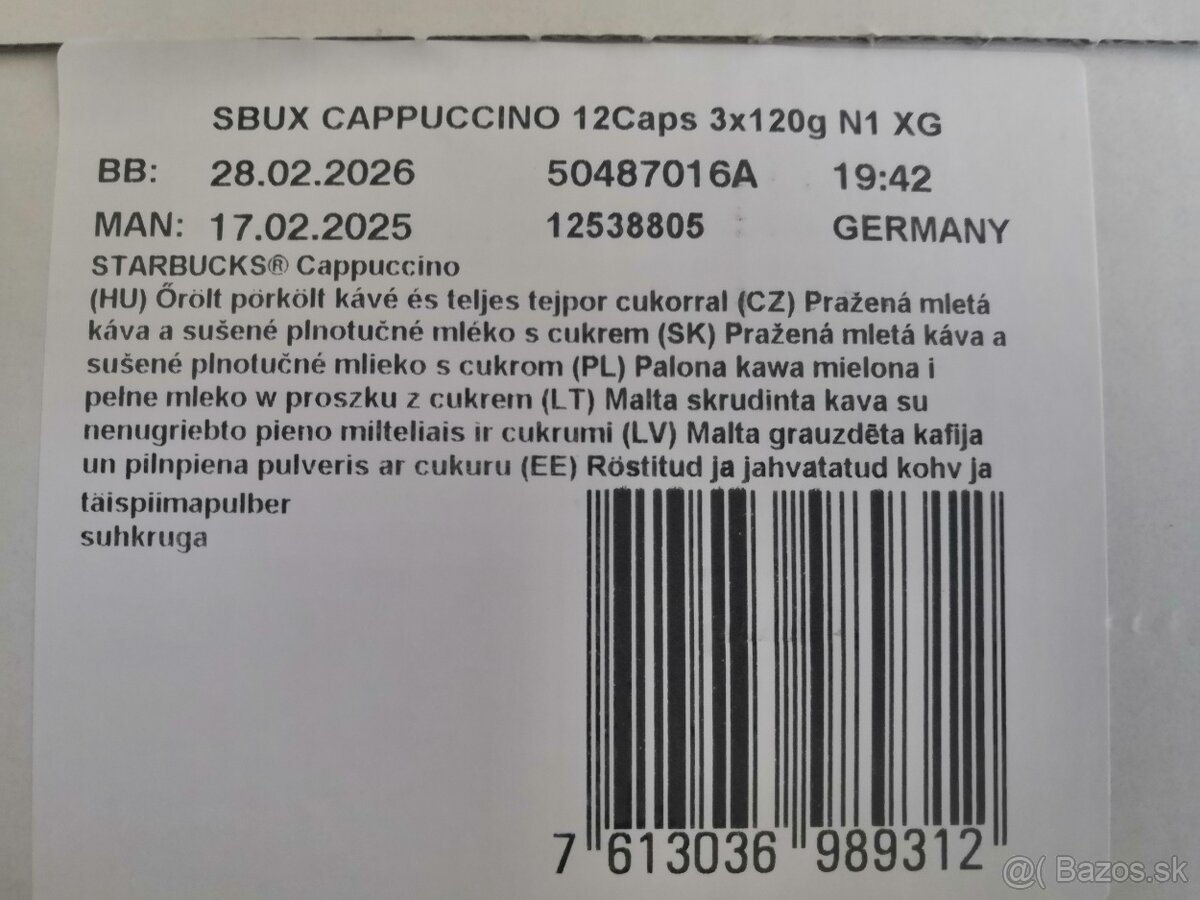 SBUX CAPPUCCINO 12Caps 3x120g N1 XG
BB: 28.02.2026 50487016A 19:42
MAN: 17.02.2025 12538805 GERMANY
STARBUCKS® Cappuccino
(HU) Őrölt pörkölt kávé és teljes tejpor cukorral (CZ) Pražená mletá
káva a sušené plnotučné mléko s cukrem (SK) Pražená mletá káva a
sušené plnotučné mlieko s cukrom (PL) Palona kawa mielona i
pełne mleko w proszku z cukrem (LT) Malta skrudinta kava su
nenugriebto pieno milteliais ir cukrumi (LV) Malta grauzdēta kafija
un pilnpiena pulveris ar cukuru (EE) Röstitud ja jahvatatud kohv ja
täispiimapulber
suhkruga
7 613036 989312
@( Bazos.sk